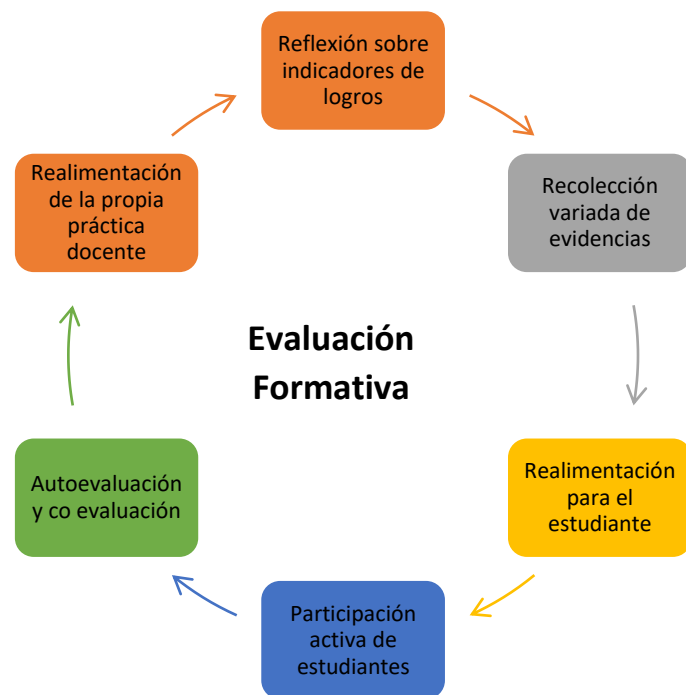 Reflexión sobre
indicadores de
logros
Recolección
variada de
evidencias
Realimentación
para el
estudiante
Participación
activa de
estudiantes
Autoevaluación
y co evaluación
Realimentación
de la propia
práctica
docente
Evaluación
Formativa